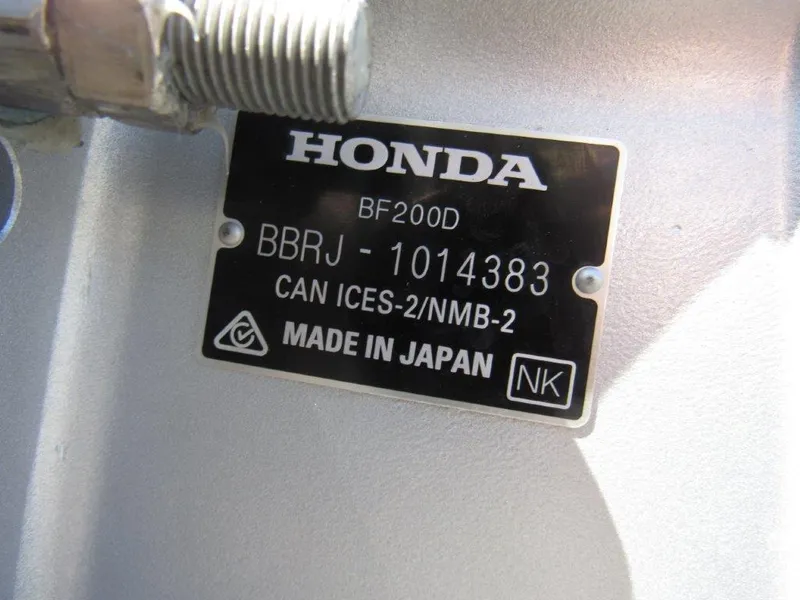 HONDA
BF200D
BBRJ - 1014383
CAN ICES-2/NMB-2
MADE IN JAPAN
NK